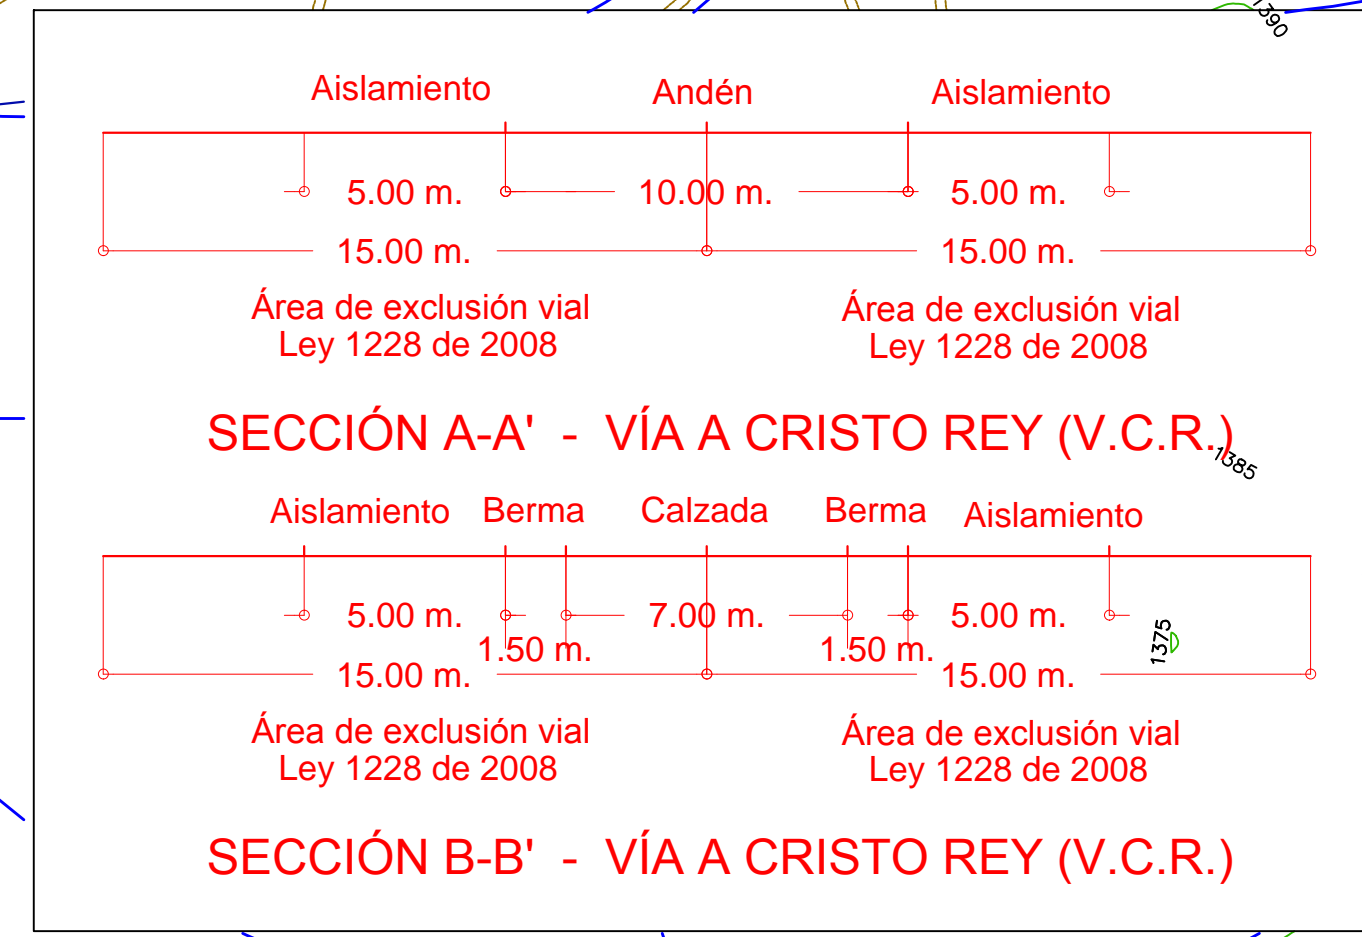 1390
Aislamiento Andén Aislamiento
5.00 m. 10.00 m. 5.00 m.
15.00 m. 15.00 m.
Área de exclusión vial Área de exclusión vial
Ley 1228 de 2008 Ley 1228 de 2008
SECCIÓN A-A' - VÍA A CRISTO REY (V.C.R.)
1385
Aislamiento Berma Calzada Berma Aislamiento
5.00 m. 7.00 m. 5.00 m.
1375
1.50 m. 1.50 m.
15.00 m. 15.00 m.
Área de exclusión vial Área de exclusión vial
Ley 1228 de 2008 Ley 1228 de 2008
SECCIÓN B-B' - VÍA A CRISTO REY (V.C.R.)